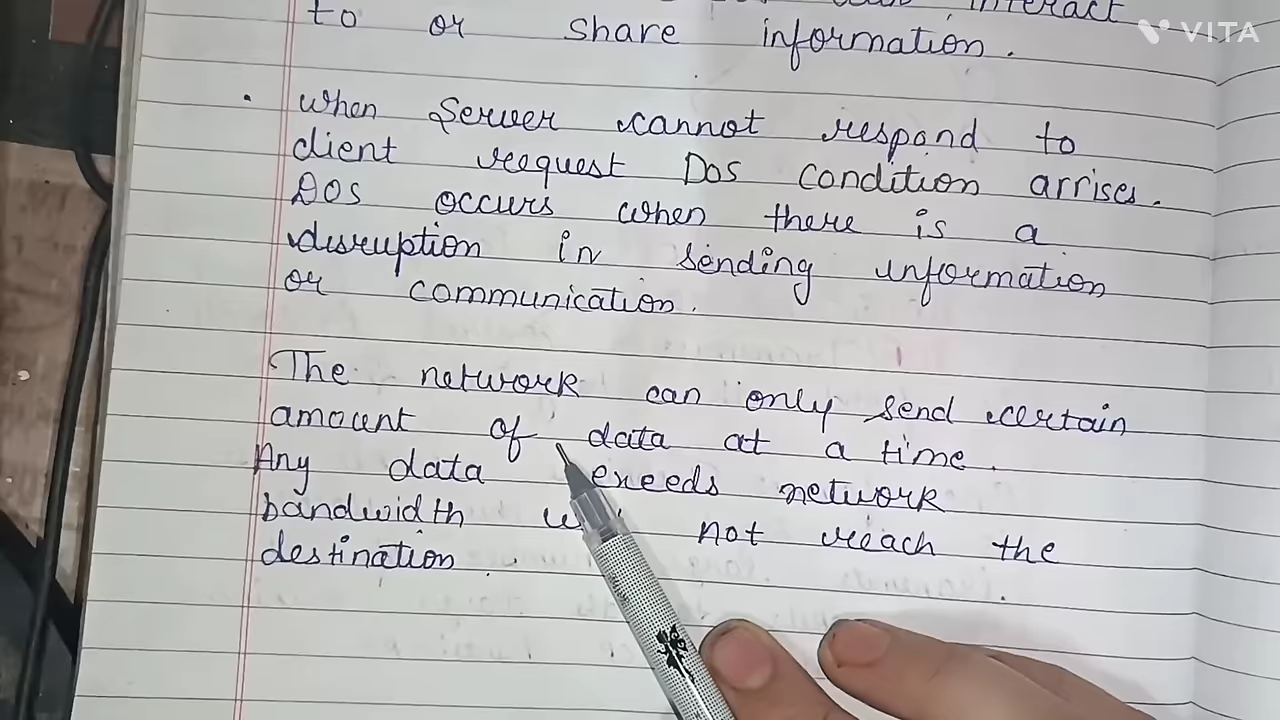 interact
to or share information.
VITA
. when Server cannot respond to
client request DOS condition arrises.
DOS occurs when there is a
disruption in sending information
or communication.
The network can only send certain
amount of data at a time.
Any data exeeds network
bandwidth not reach the
destination.